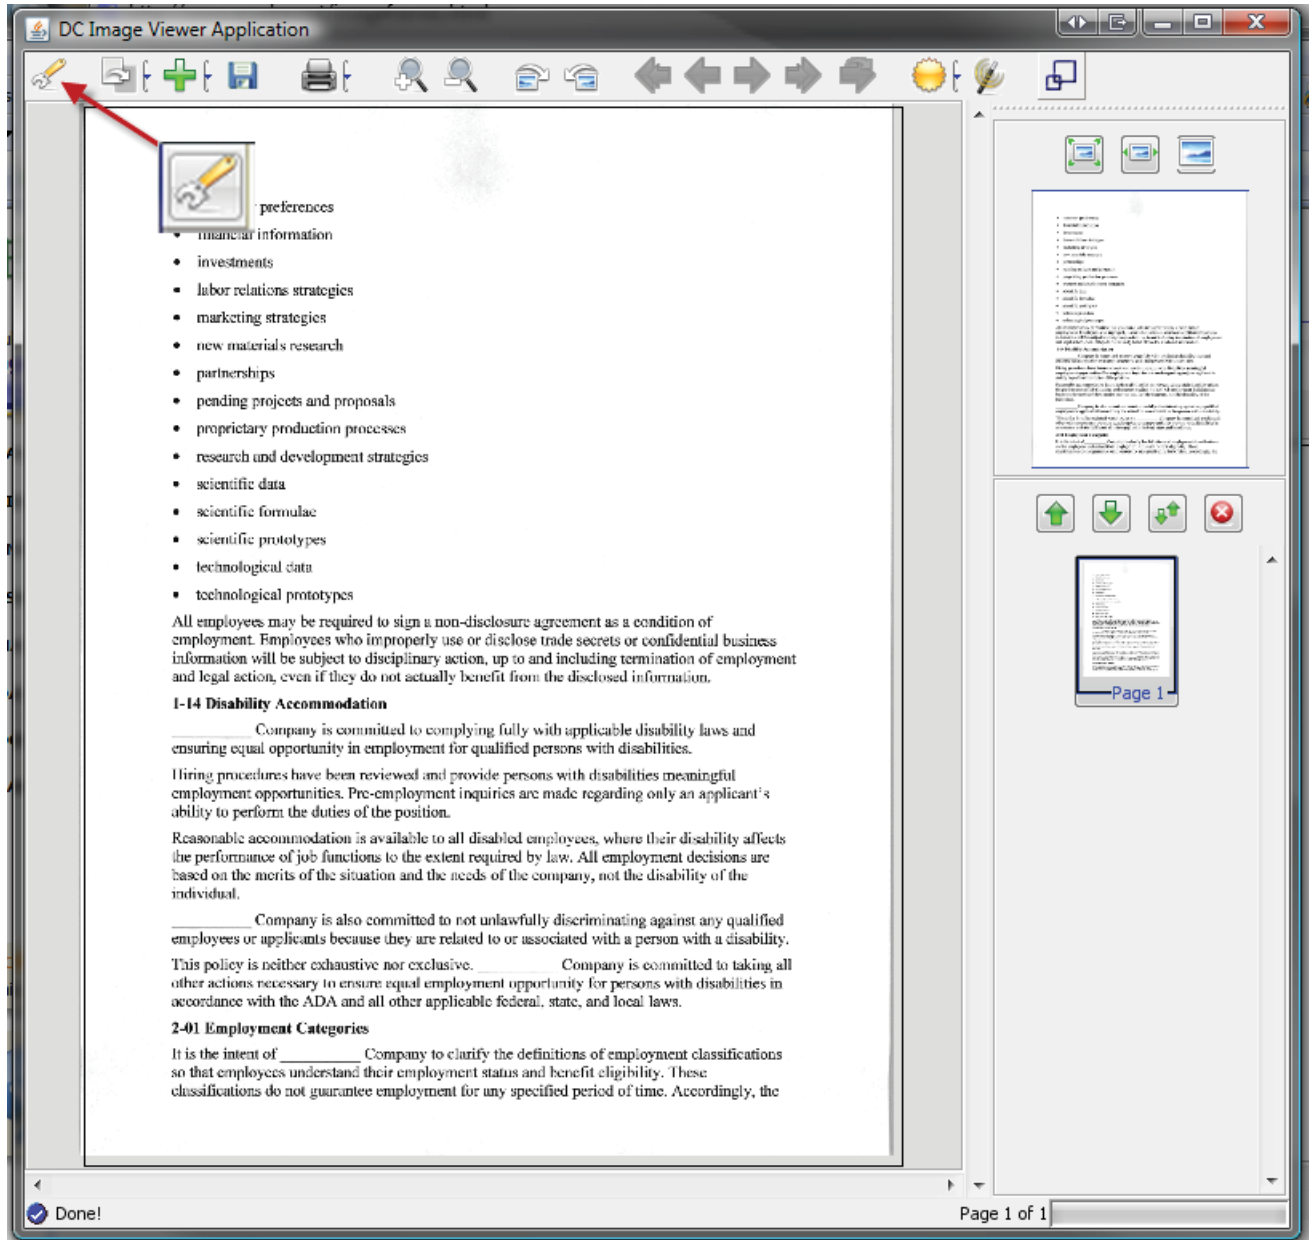 DC Image Viewer Application
preferences
financial information
investments
labor relations strategies
marketing strategies
new materials research
partnerships
pending projects and proposals
proprietary production processes
research and development strategies
scientific data
scientific formulae
scientific prototypes
technological data
technological prototypes
All employees may be required to sign a non-disclosure agreement as a condition of
employment. Employees who improperly use or disclose trade secrets or confidential business
information will be subject to disciplinary action, up to and including termination of employment
and legal action, even if they do not actually benefit from the disclosed information.
1-14 Disability Accommodation
__________ Company is committed to complying fully with applicable disability laws and
ensuring equal opportunity in employment for qualified persons with disabilities.
Hiring procedures have been reviewed and provide persons with disabilities meaningful
employment opportunities. Pre-employment inquiries are made regarding only an applicant's
ability to perform the duties of the position.
Reasonable accommodation is available to all disabled employees, where their disability affects
the performance of job functions to the extent required by law. All employment decisions are
based on the merits of the situation and the needs of the company, not the disability of the
individual.
__________ Company is also committed to not unlawfully discriminating against any qualified
employees or applicants because they are related to or associated with a person with a disability.
This policy is neither exhaustive nor exclusive. __________ Company is committed to taking all
other actions necessary to ensure equal employment opportunity for persons with disabilities in
accordance with the ADA and all other applicable federal, state, and local laws.
2-01 Employment Categories
It is the intent of __________ Company to clarify the definitions of employment classifications
so that employees understand their employment status and benefit eligibility. These
classifications do not guarantee employment for any specified period of time. Accordingly, the
Page 1
Done!
Page 1 of 1